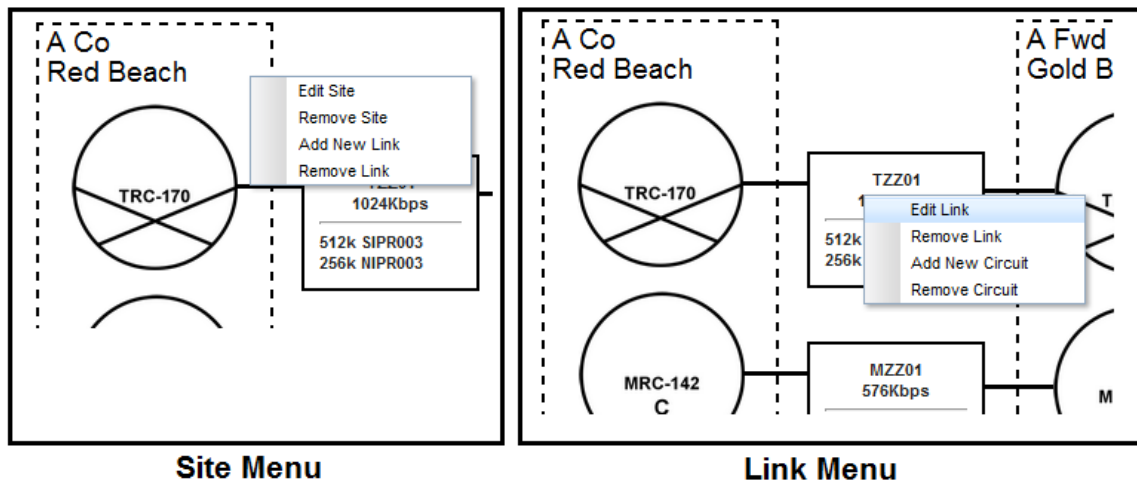 A Co
Red Beach
Edit Site
Remove Site
Add New Link
Remove Link
TRC-170
1024Kbps
512k SIPR003
256k NIPR003
Site Menu
A Co
Red Beach
A Fwd
Gold B
TRC-170
TZZ01
1
512k
256k
T
Edit Link
Remove Link
Add New Circuit
Remove Circuit
MRC-142
C
MZZ01
576Kbps
M
Link Menu